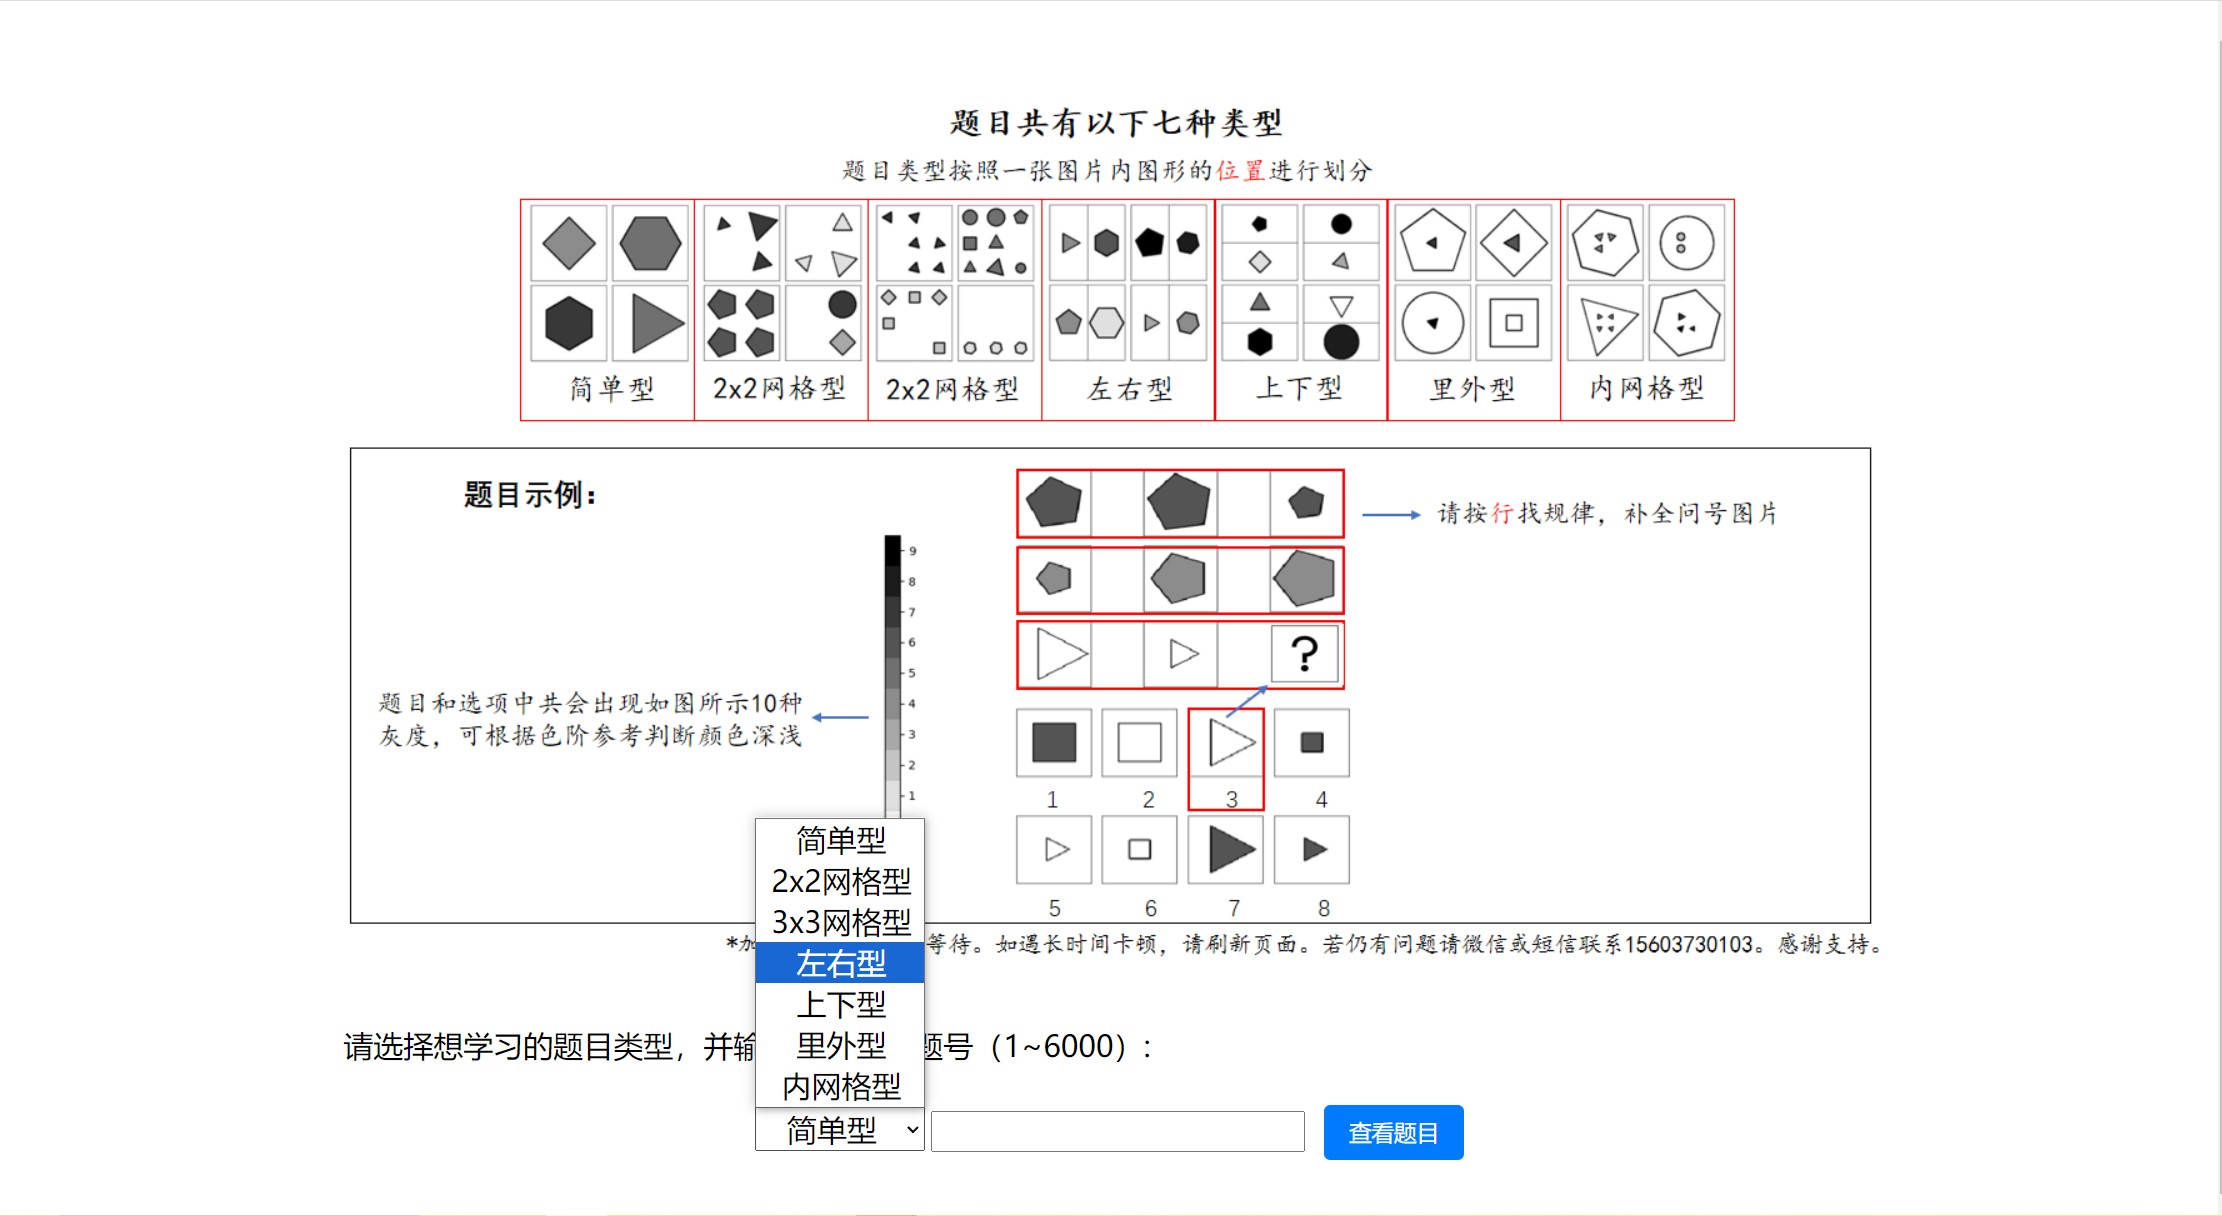 题目共有以下七种类型
题目类型按照一张图片内图形的位置进行划分
简单型
2x2网格型
2x2网格型
左右型
上下型
里外型
内网格型
题目示例：
请按行找规律，补全问号图片
9
8
7
6
5
4
3
2
1
题目和选项中共会出现如图所示10种
灰度，可根据色阶参考判断颜色深浅
?
1 2 3 4
5 6 7 8
*加
等待。如遇长时间卡顿，请刷新页面。若仍有问题请微信或短信联系15603730103。感谢支持。
简单型
2x2网格型
3x3网格型
左右型
上下型
里外型
内网格型
请选择想学习的题目类型，并输
题号（1~6000）：
简单型
查看题目